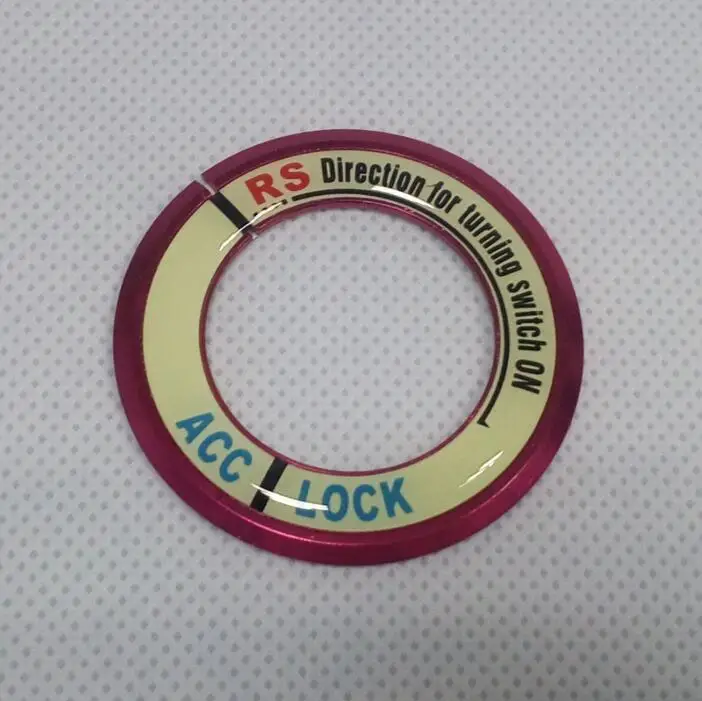 RS Direction for turning switch ON
ACC
LOCK